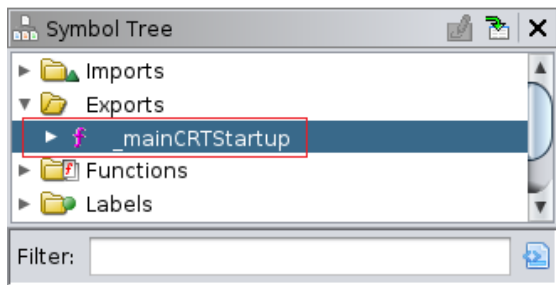 Symbol Tree
Imports
Exports
f _mainCRTStartup
f Functions
Labels
Filter: